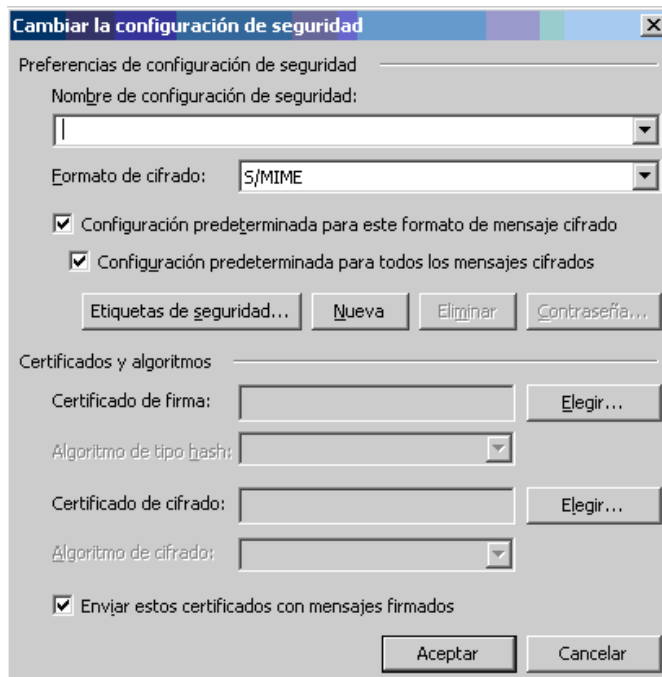 Cambiar la configuración de seguridad
Preferencias de configuración de seguridad
Nombre de configuración de seguridad:
Formato de cifrado: S/MIME
Configuración predeterminada para este formato de mensaje cifrado
Configuración predeterminada para todos los mensajes cifrados
Etiquetas de seguridad... Nueva Eliminar Contraseña...
Certificados y algoritmos
Certificado de firma: Elegir...
Algoritmo de tipo hash:
Certificado de cifrado: Elegir...
Algoritmo de cifrado:
Enviar estos certificados con mensajes firmados
Aceptar Cancelar